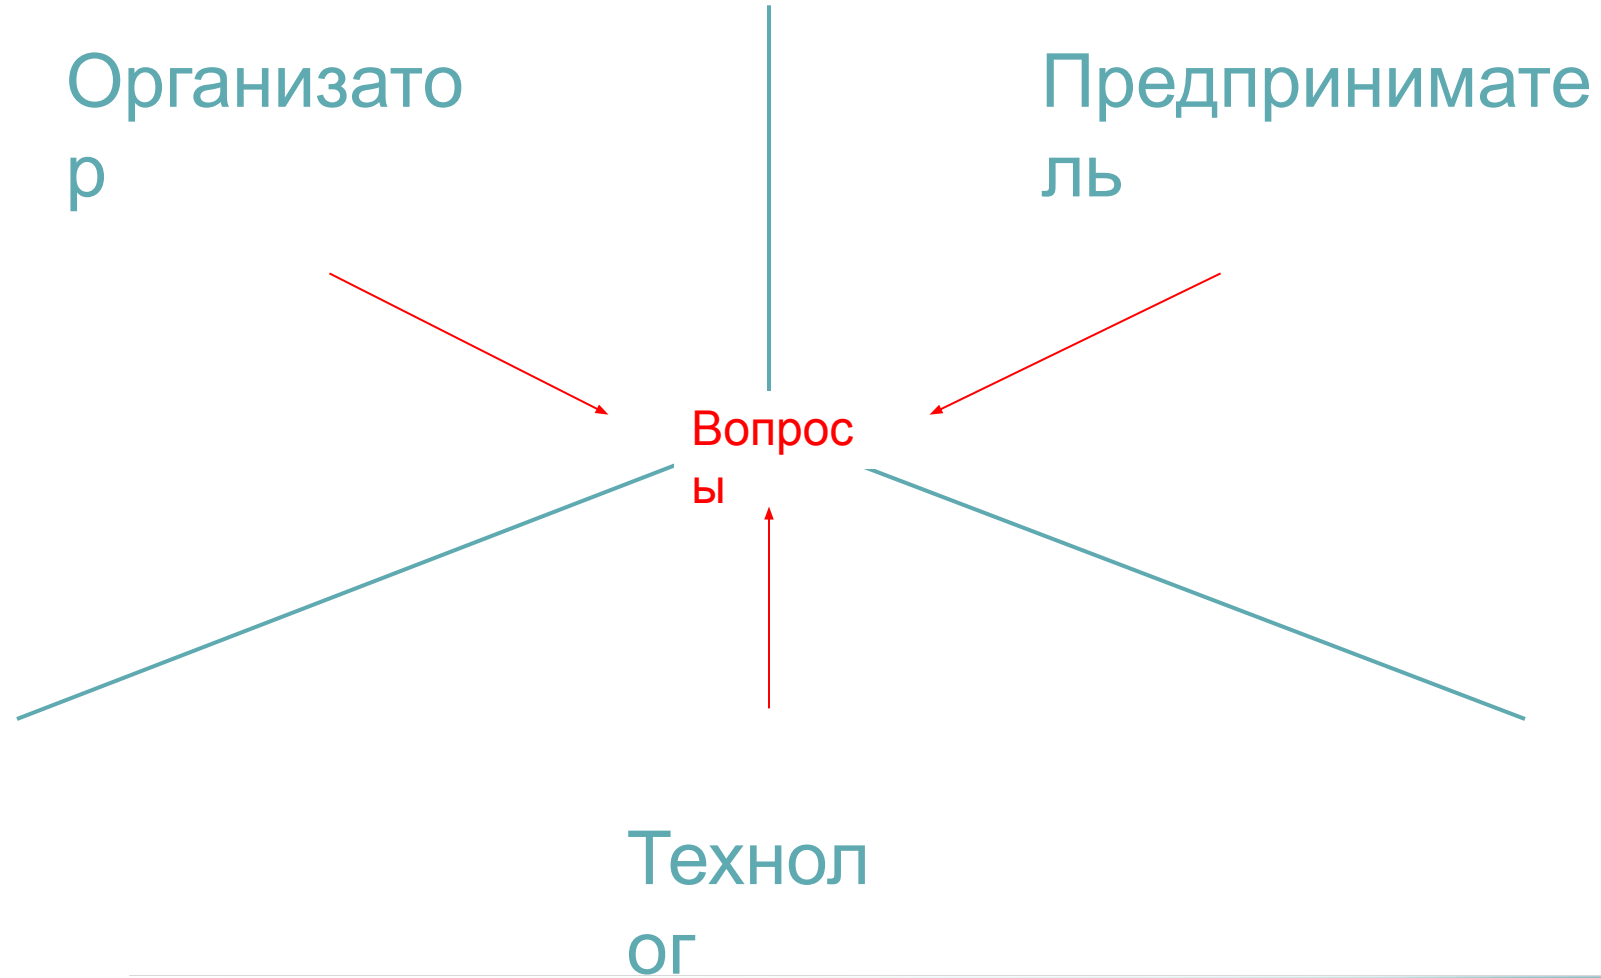 Организато
р
Предпринимате
ль
Вопрос
ы
Технол
ог